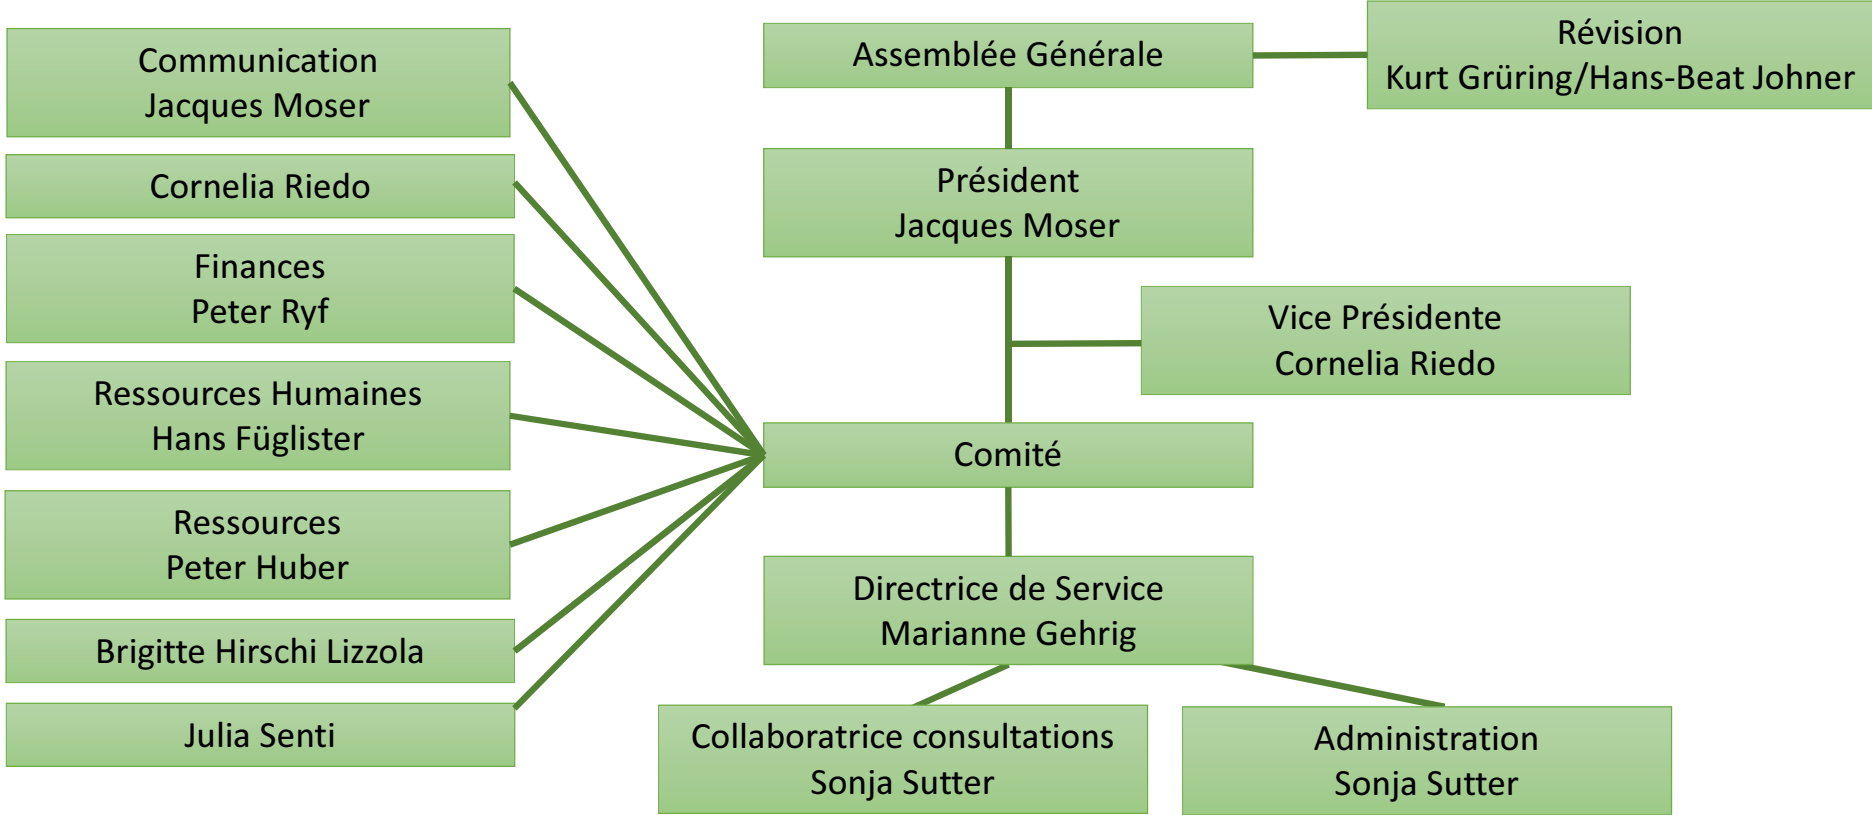 Communication
Jacques Moser
Cornelia Riedo
Finances
Peter Ryf
Ressources Humaines
Hans Füglister
Ressources
Peter Huber
Brigitte Hirschi Lizzola
Julia Senti
Assemblée Générale
Révision
Kurt Grüring/Hans-Beat Johner
Président
Jacques Moser
Vice Présidente
Cornelia Riedo
Comité
Directrice de Service
Marianne Gehrig
Collaboratrice consultations
Sonja Sutter
Administration
Sonja Sutter